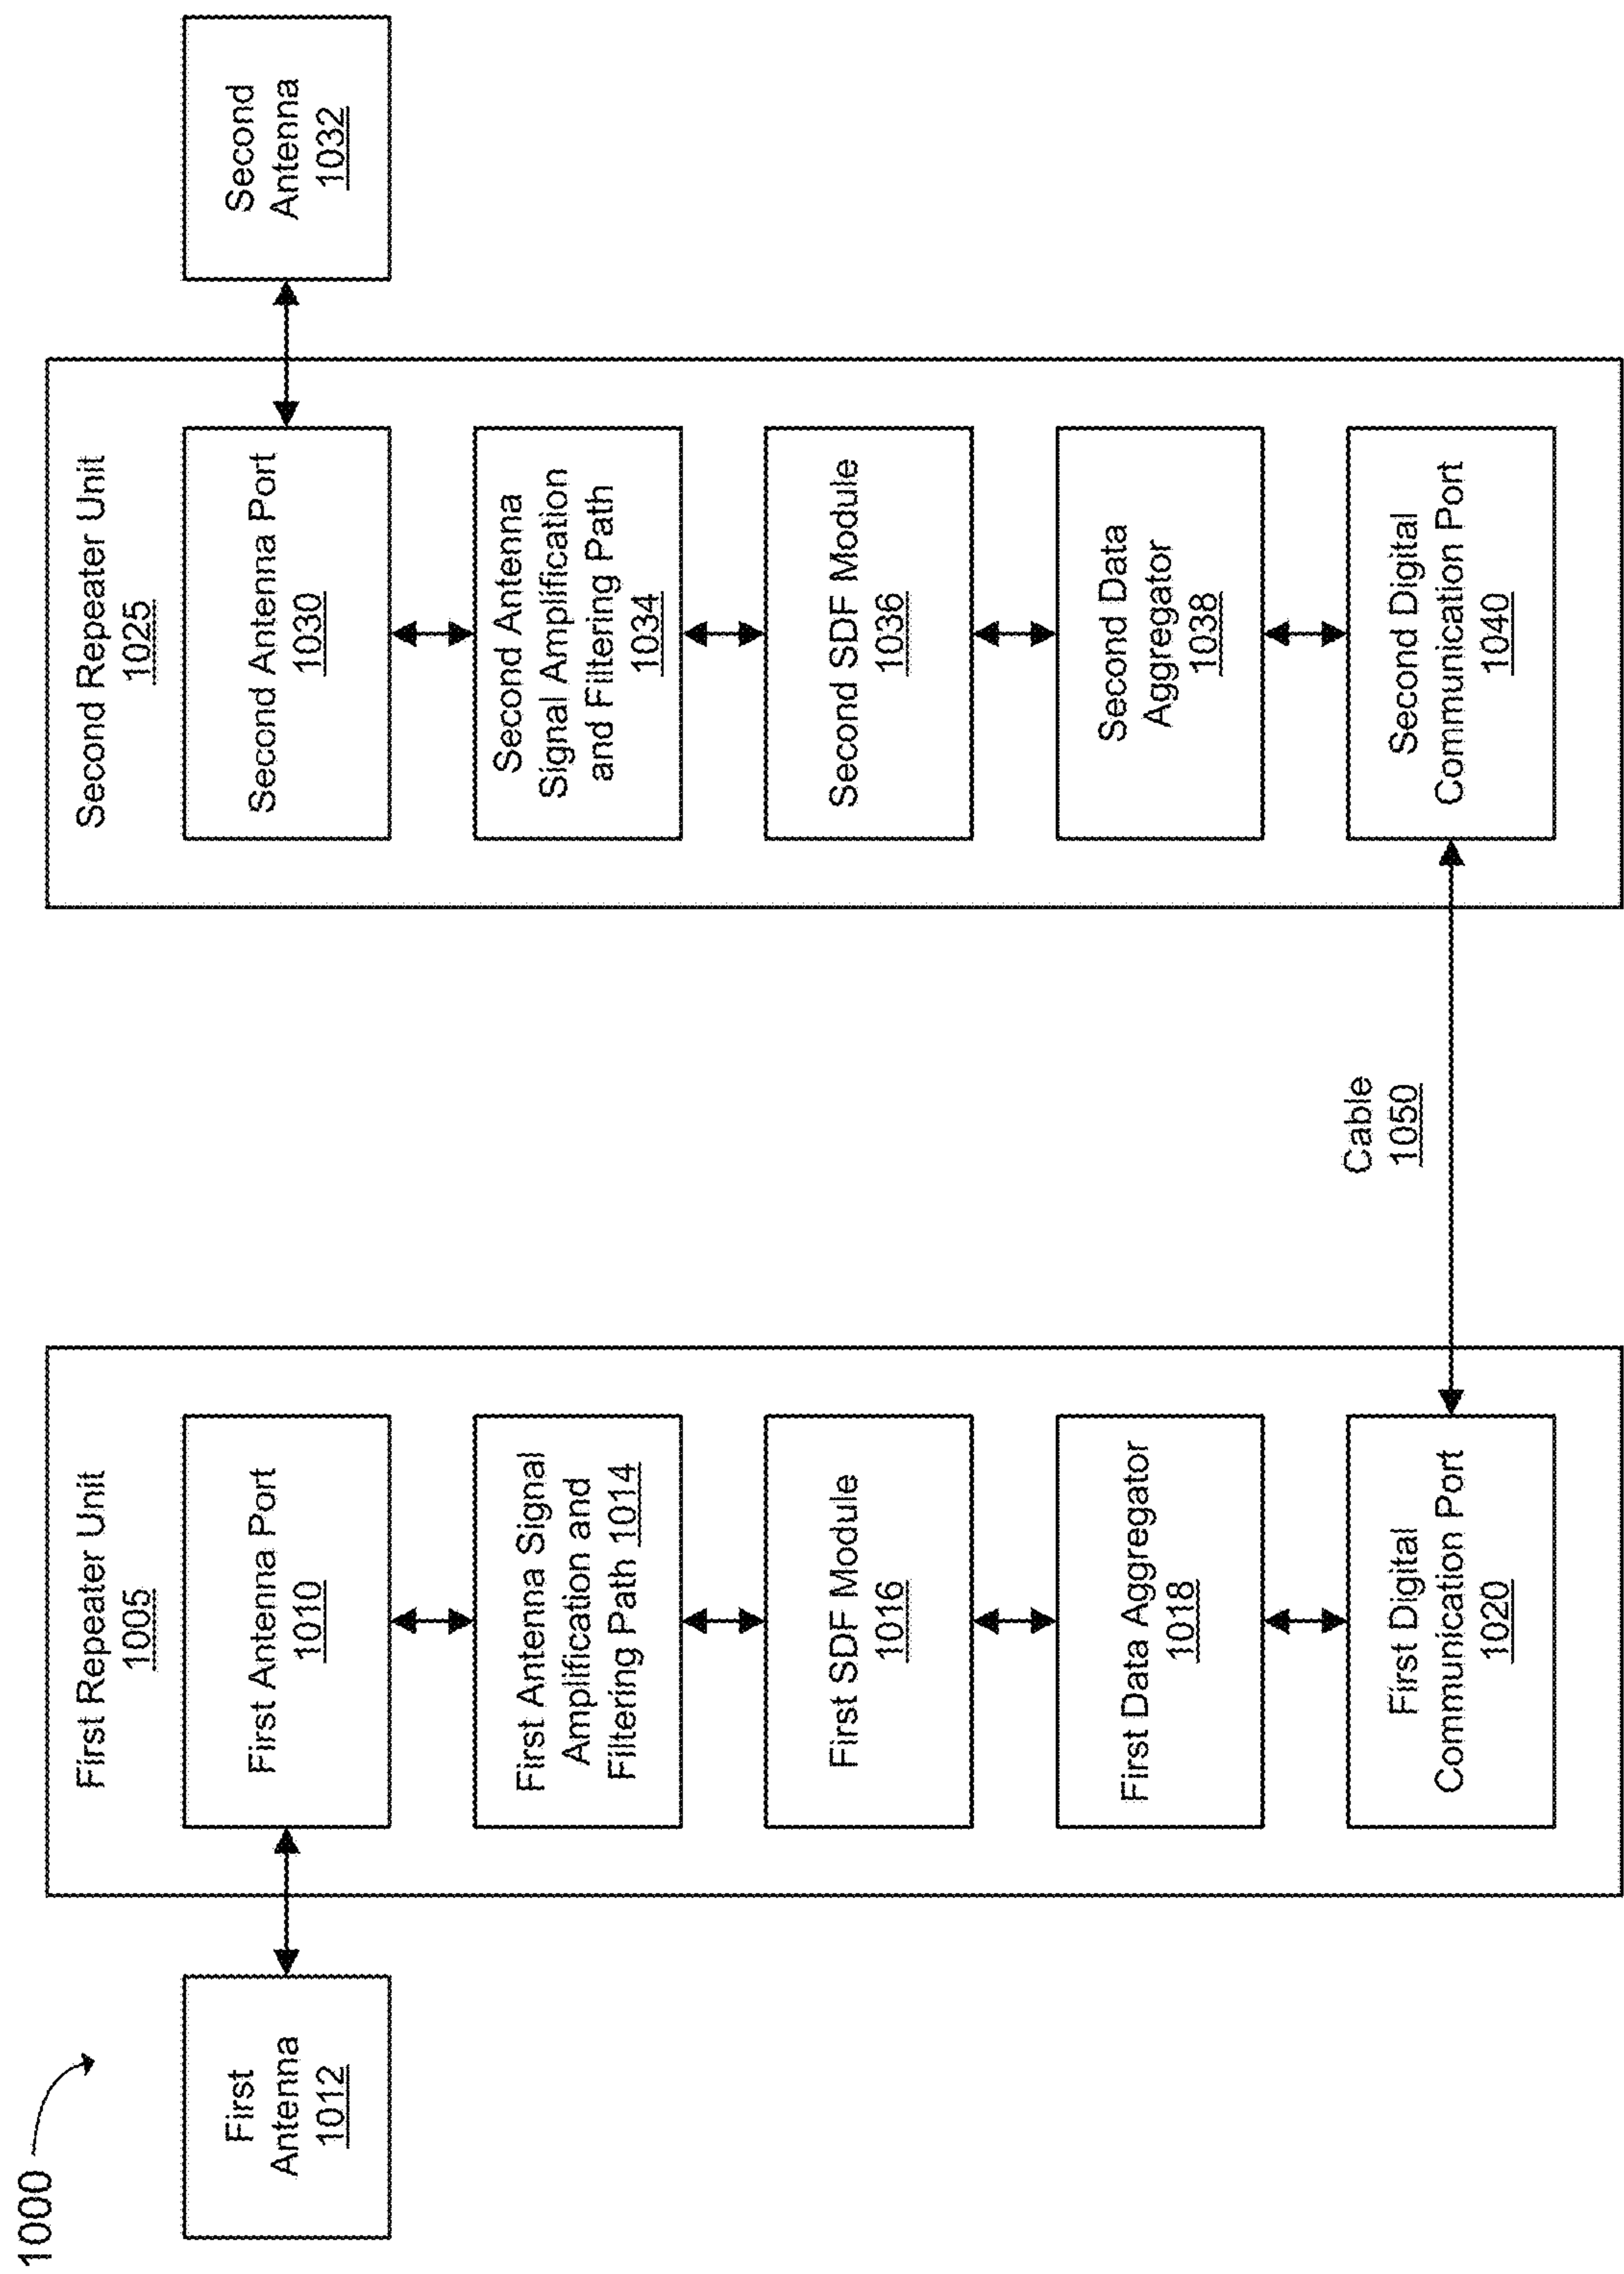 1000
First
Antenna
1012
First Repeater Unit
1005
First Antenna Port
1010
First Antenna Signal
Amplification and
Filtering Path 1014
First SDF Module
1016
First Data Aggregator
1018
First Digital
Communication Port
1020
Cable
1050
Second Repeater Unit
1025
Second Antenna Port
1030
Second Antenna
Signal Amplification
and Filtering Path
1034
Second SDF Module
1036
Second Data
Aggregator
1038
Second Digital
Communication Port
1040
Second
Antenna
1032